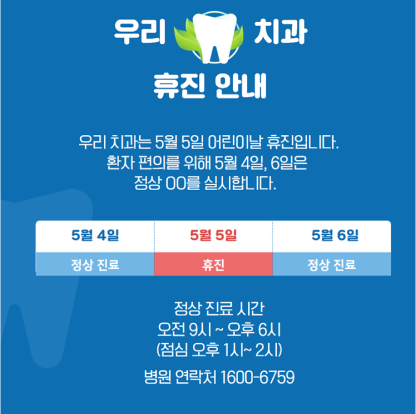 우리 치과
휴진 안내
우리 치과는 5월 5일 어린이날 휴진입니다.
환자 편의를 위해 5월 4일, 6일은
정상 OO를 실시합니다.
5월 4일 5월 5일 5월 6일
정상 진료 휴진 정상 진료
정상 진료 시간
오전 9시 ~ 오후 6시
(점심 오후 1시~ 2시)
병원 연락처 1600-6759